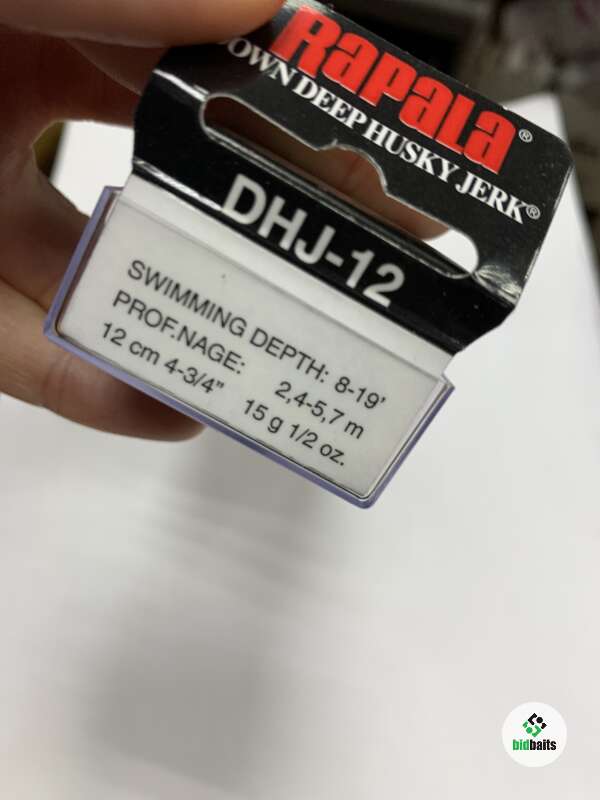 Rapala®
DOWN DEEP HUSKY JERK®
DHJ-12
SWIMMING DEPTH: 8-19'
PROF.NAGE: 2,4-5,7 m
12 cm 4-3/4" 15 g 1/2 oz.
bidbaits